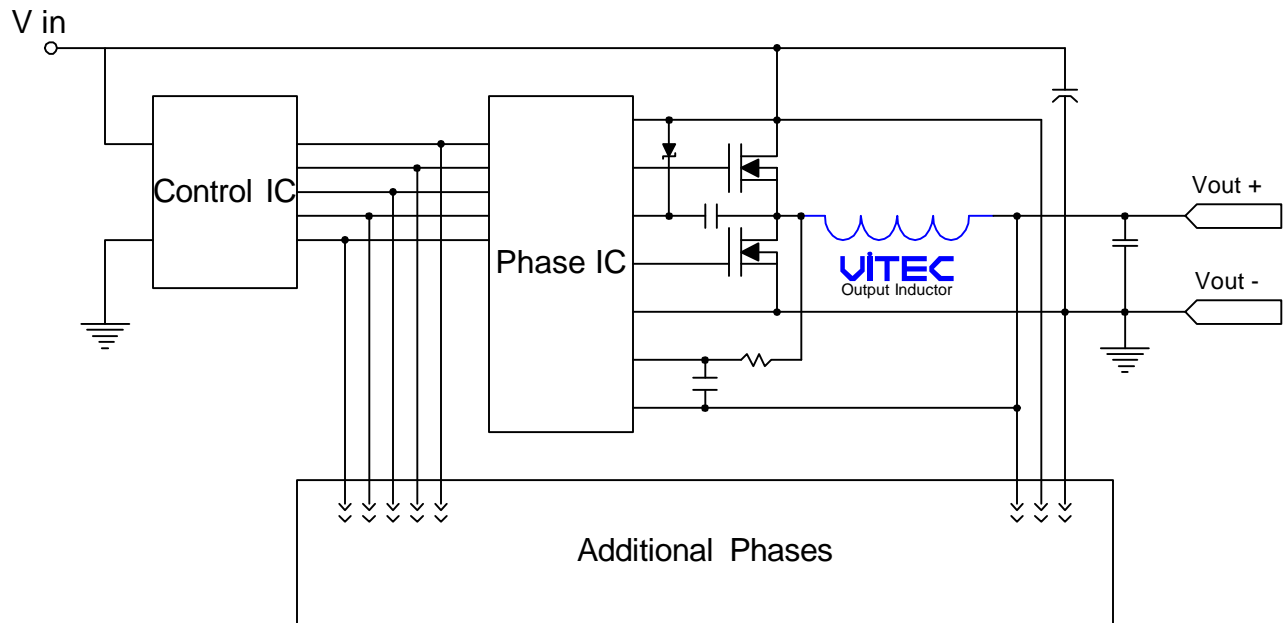 V in
Control IC
Phase IC
Vout +
ViTEC
Output Inductor
Vout -
Additional Phases